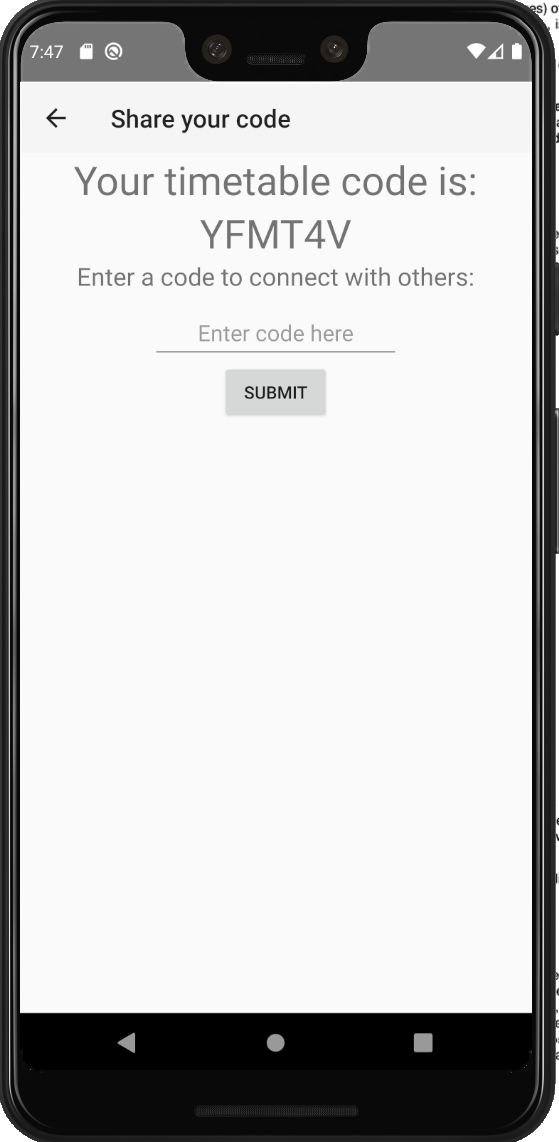 7:47
Share your code
Your timetable code is:
YFMT4V
Enter a code to connect with others:
Enter code here
SUBMIT